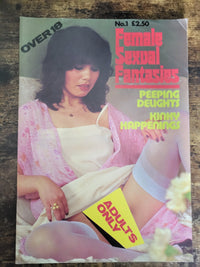 OVER 18
No.1 £2.50
Female
Sexual
Fantasies
PEEPING
DELIGHTS
KINKY
HAPPENINGS
ADULTS
ONLY